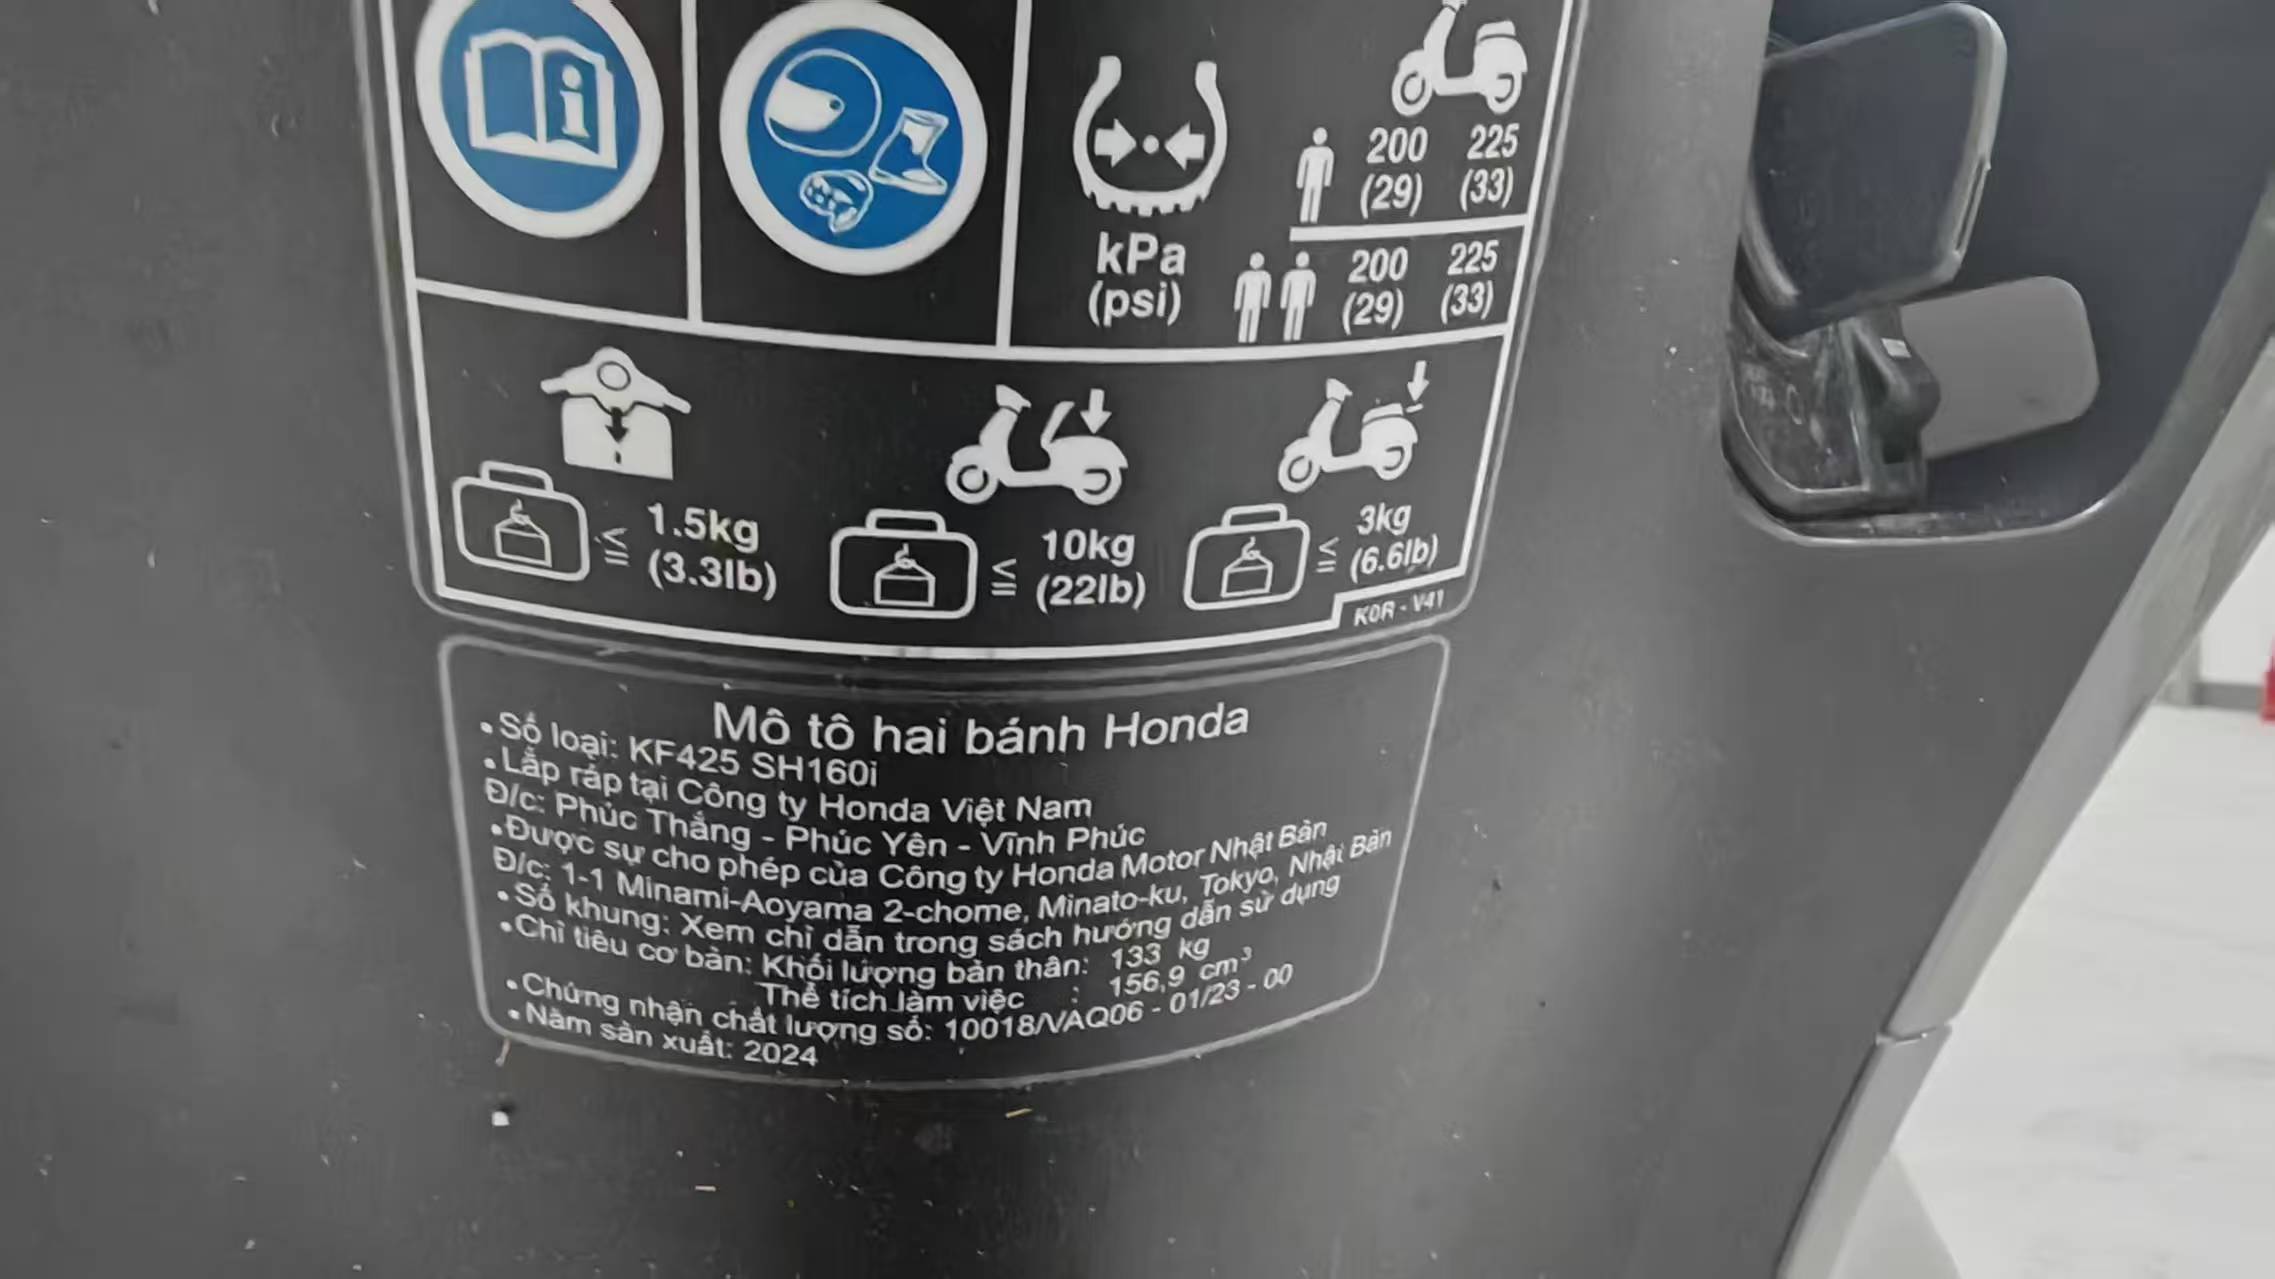 200 225
(29) (33)
kPa 200 225
(psi) (29) (33)
≦ 1.5kg
(3.3lb)
≦ 10kg
(22lb)
≦ 3kg
(6.6lb)
K0R - V41
Mô tô hai bánh Honda
• Số loại: KF425 SH160i
• Lắp ráp tại Công ty Honda Việt Nam
Đ/c: Phúc Thắng - Phúc Yên - Vĩnh Phúc
• Được sự cho phép của Công ty Honda Motor Nhật Bản
Đ/c: 1-1 Minami-Aoyama 2-chome, Minato-ku, Tokyo, Nhật Bản
• Số khung: Xem chỉ dẫn trong sách hướng dẫn sử dụng
• Chỉ tiêu cơ bản: Khối lượng bản thân: 133 kg
Thể tích làm việc : 156,9 cm³
• Chứng nhận chất lượng số: 10018/VAQ06 - 01/23 - 00
• Năm sản xuất: 2024